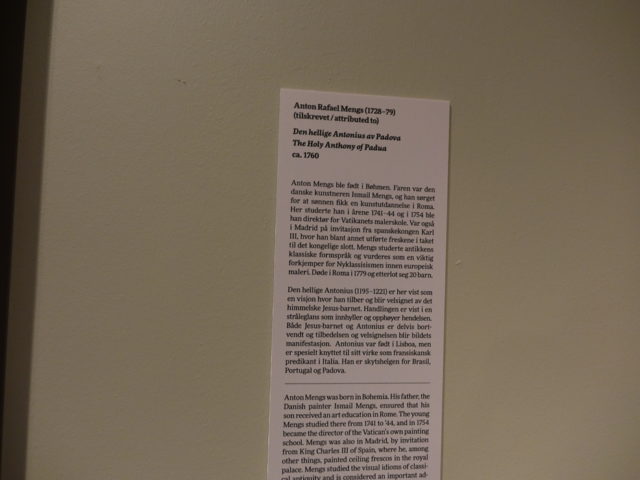 Anton Rafael Mengs (1728–79)
(tilskrevet / attributed to)
Den hellige Antonius av Padova
The Holy Anthony of Padua
ca. 1760
Anton Mengs ble født i Bøhmen. Faren var den
danske kunstneren Ismail Mengs, og han sørget
for at sønnen fikk en kunstutdannelse i Roma.
Her studerte han i årene 1741-44 og i 1754 ble
han direktør for Vatikanets malerskole. Var også
i Madrid på invitasjon fra spanskekongen Karl
III, hvor han blant annet utførte freskene i taket
til det kongelige slott. Mengs studerte antikkens
klassiske formspråk og vurderes som en viktig
forkjemper for Nyklassisismen innen europeisk
maleri. Døde i Roma i 1779 og etterlot seg 20 barn.
Den hellige Antonius (1195–1221) er her vist som
en visjon hvor han tilber og blir velsignet av det
himmelske Jesus-barnet. Handlingen er vist i en
stråleglans som innhyller og opphøyer hendelsen.
Både Jesus-barnet og Antonius er delvis bort-
vendt og tilbedelsen og velsignelsen blir bildets
manifestasjon. Antonius var født i Lisboa, men
er spesielt knyttet til sitt virke som fransiskansk
predikant i Italia. Han er skytshelgen for Brasil,
Portugal og Padova.
Anton Mengs was born in Bohemia. His father, the
Danish painter Ismail Mengs, ensured that his
son received an art education in Rome. The young
Mengs studied there from 1741 to '44, and in 1754
became the director of the Vatican's own painting
school. Mengs was also in Madrid, by invitation
from King Charles III of Spain, where he, among
other things, painted ceiling frescos in the royal
palace. Mengs studied the visual idioms of classi-
cal antiquity and is considered an important ad-